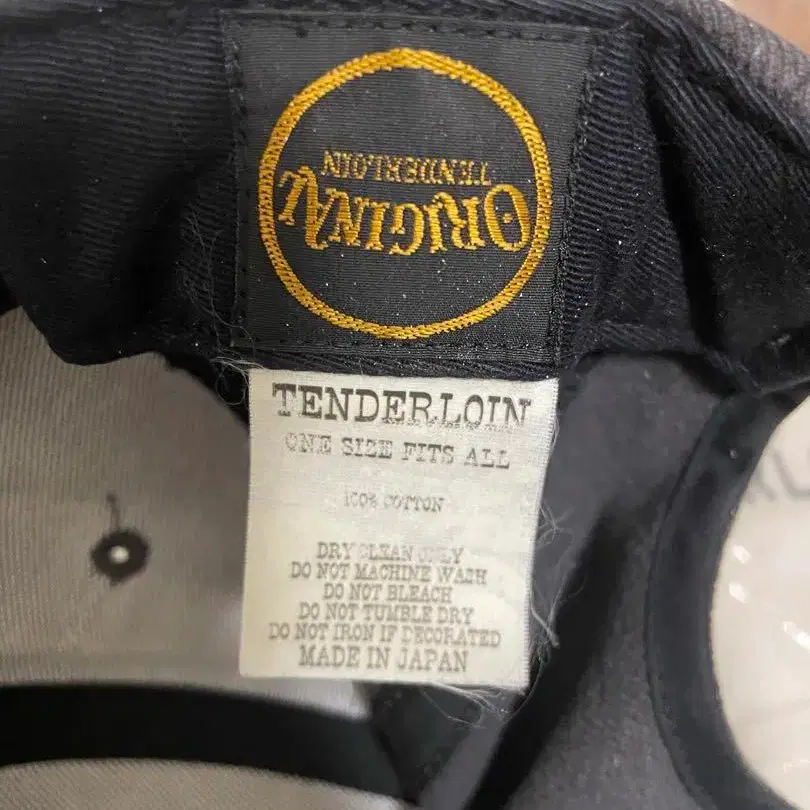 ORIGINAL
TENDERLOIN
TENDERLOIN
ONE SIZE FITS ALL
100% COTTON
DRY CLEAN ONLY
DO NOT MACHINE WASH
DO NOT BLEACH
DO NOT TUMBLE DRY
DO NOT IRON IF DECORATED
MADE IN JAPAN